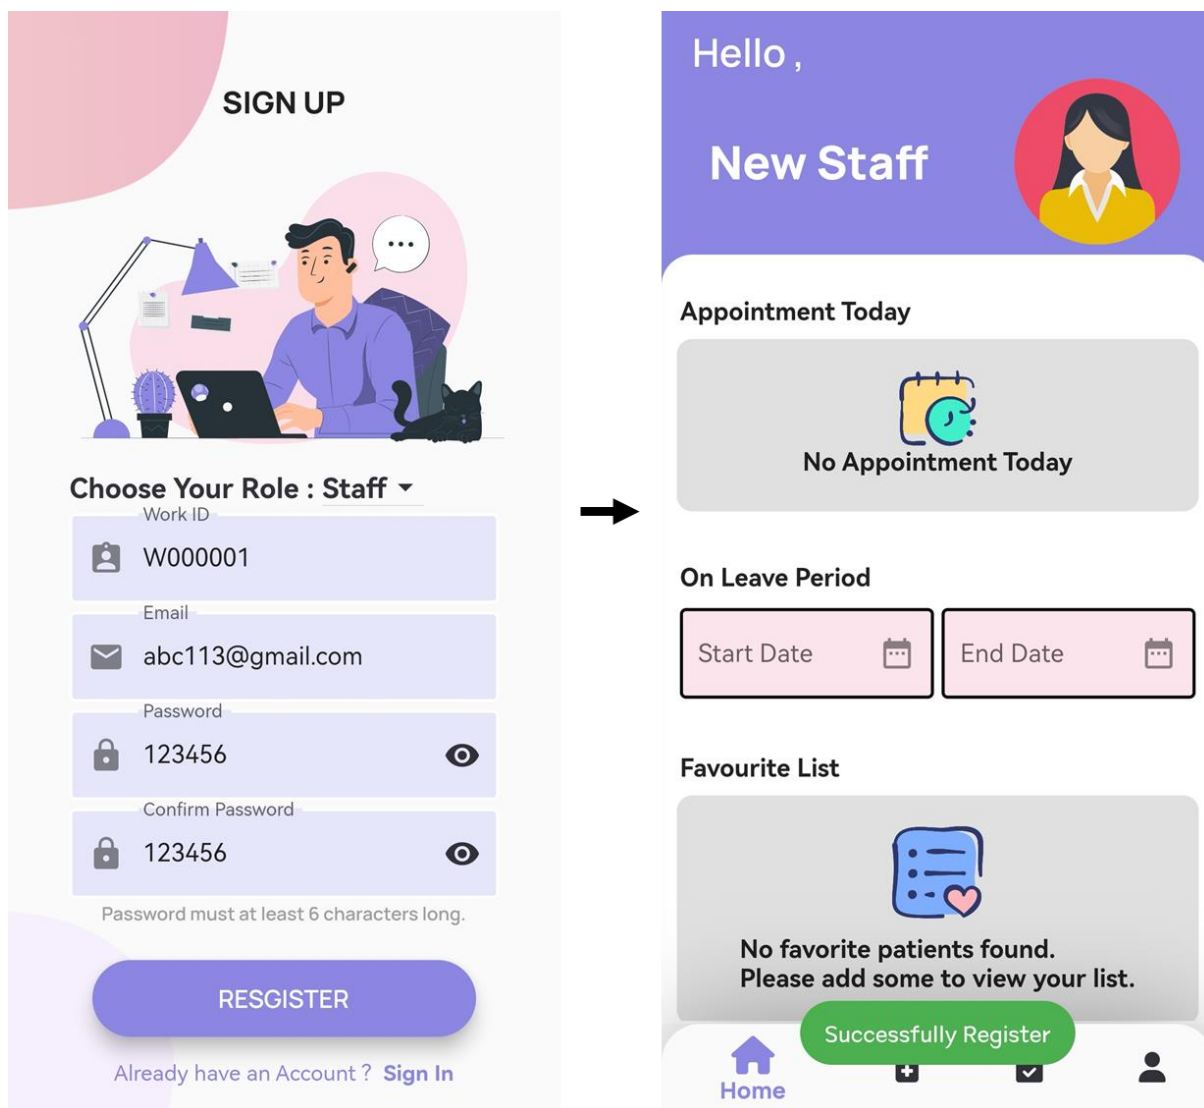 SIGN UP
Choose Your Role : Staff
Work ID
W000001
Email
abc113@gmail.com
Password
123456
Confirm Password
123456
Password must at least 6 characters long.
RESGISTER
Already have an Account ? Sign In
Hello ,
New Staff
Appointment Today
No Appointment Today
On Leave Period
Start Date
End Date
Favourite List
No favorite patients found.
Please add some to view your list.
Successfully Register
Home